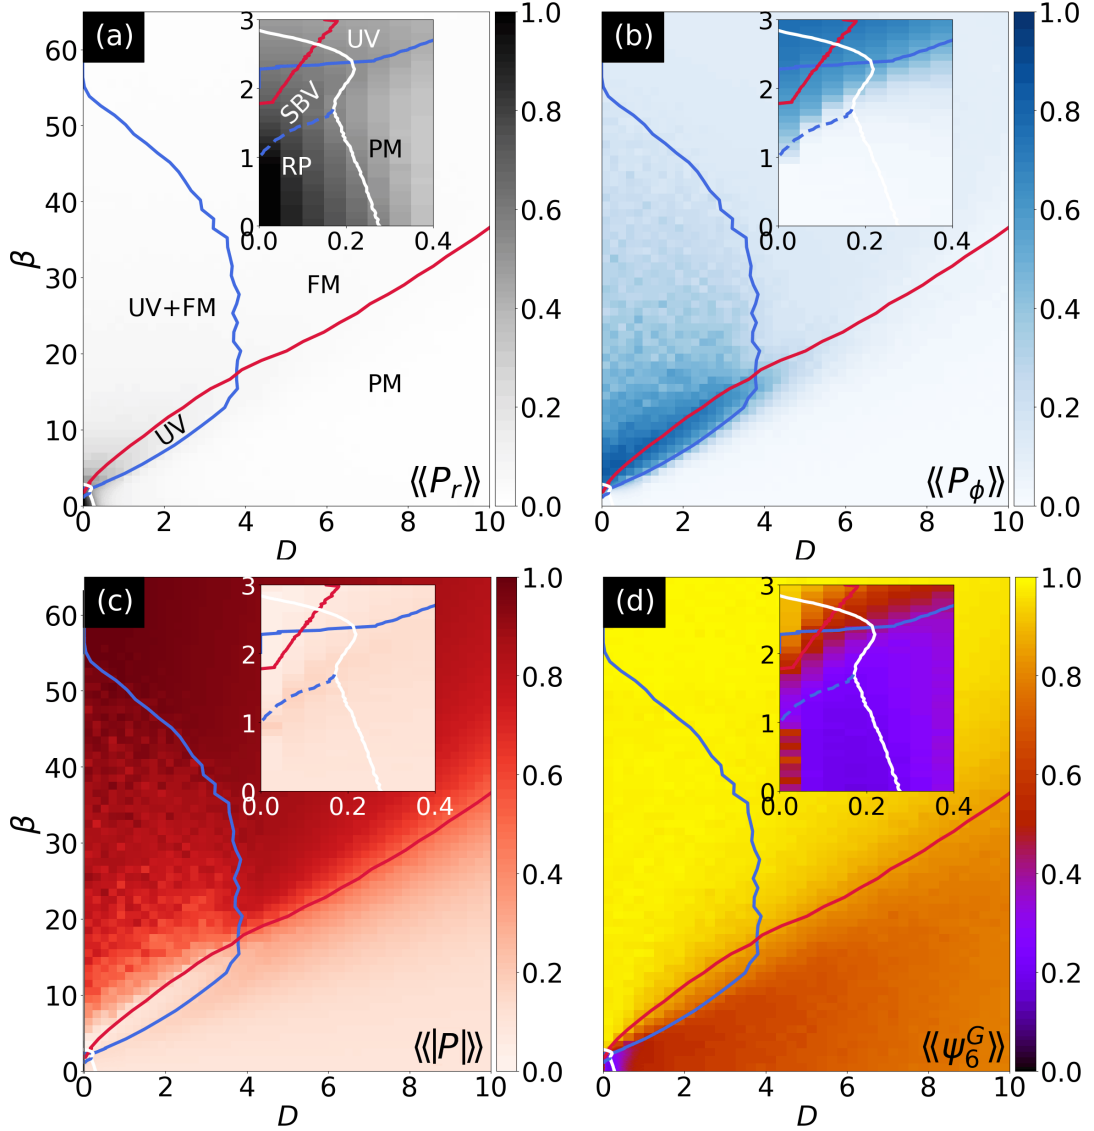 (a)
60
50
40
30
20
10
0
β
0 2 4 6 8 10
D
UV+FM
FM
PM
UV
⟨⟨P_r⟩⟩
3
2
1
0
0.0 0.2 0.4
UV
SBV
RP
PM
1.0
0.8
0.6
0.4
0.2
0.0
(b)
0 2 4 6 8 10
D
⟨⟨P_ϕ⟩⟩
3
2
1
0
0.0 0.2 0.4
1.0
0.8
0.6
0.4
0.2
0.0
(c)
60
50
40
30
20
10
0
β
0 2 4 6 8 10
D
⟨⟨|P|⟩⟩
3
2
1
0
0.0 0.2 0.4
1.0
0.8
0.6
0.4
0.2
0.0
(d)
0 2 4 6 8 10
D
⟨⟨ψ_6^G⟩⟩
3
2
1
0
0.0 0.2 0.4
1.0
0.8
0.6
0.4
0.2
0.0